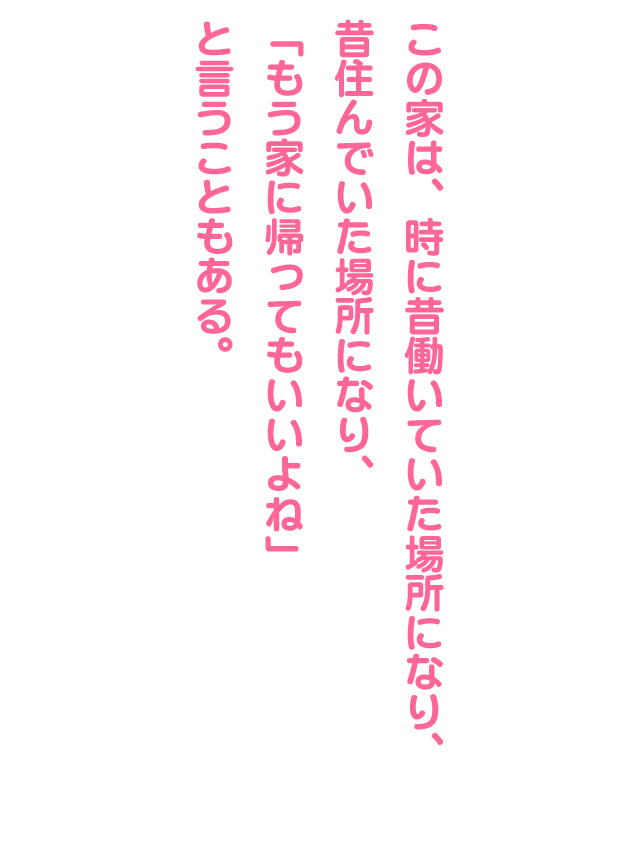 この家は、時に昔働いていた場所になり、
昔住んでいた場所になり、
「もう家に帰ってもいいよね」
と言うこともある。